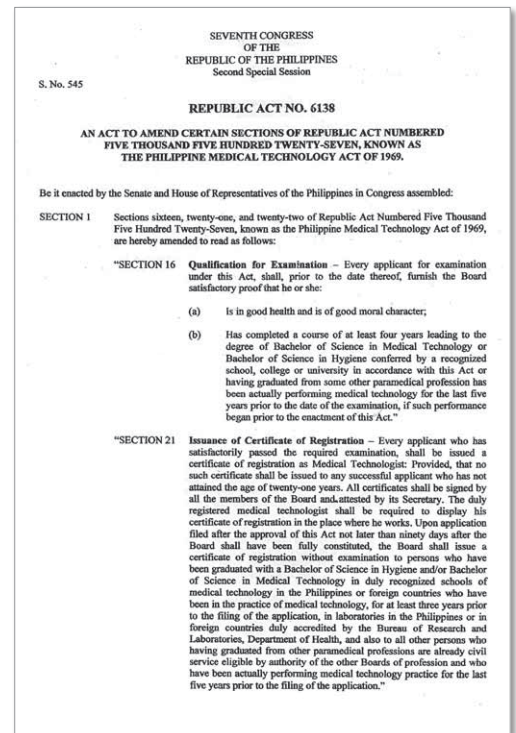 SEVENTH CONGRESS
OF THE
REPUBLIC OF THE PHILIPPINES
Second Special Session
S. No. 545
REPUBLIC ACT NO. 6138
AN ACT TO AMEND CERTAIN SECTIONS OF REPUBLIC ACT NUMBERED
FIVE THOUSAND FIVE HUNDRED TWENTY-SEVEN, KNOWN AS
THE PHILIPPINE MEDICAL TECHNOLOGY ACT OF 1969.
Be it enacted by the Senate and House of Representatives of the Philippines in Congress assembled:
SECTION 1 Sections sixteen, twenty-one, and twenty-two of Republic Act Numbered Five Thousand
Five Hundred Twenty-Seven, known as the Philippine Medical Technology Act of 1969,
are hereby amended to read as follows:
"SECTION 16 Qualification for Examination – Every applicant for examination
under this Act, shall, prior to the date thereof, furnish the Board
satisfactory proof that he or she:
(a) Is in good health and is of good moral character;
(b) Has completed a course of at least four years leading to the
degree of Bachelor of Science in Medical Technology or
Bachelor of Science in Hygiene conferred by a recognized
school, college or university in accordance with this Act or
having graduated from some other paramedical profession has
been actually performing medical technology for the last five
years prior to the date of the examination, if such performance
began prior to the enactment of this Act."
"SECTION 21 Issuance of Certificate of Registration – Every applicant who has
satisfactorily passed the required examination, shall be issued a
certificate of registration as Medical Technologist: Provided, that no
such certificate shall be issued to any successful applicant who has not
attained the age of twenty-one years. All certificates shall be signed by
all the members of the Board and attested by its Secretary. The duly
registered medical technologist shall be required to display his
certificate of registration in the place where he works. Upon application
filed after the approval of this Act not later than ninety days after the
Board shall have been fully constituted, the Board shall issue a
certificate of registration without examination to persons who have
been graduated with a Bachelor of Science in Hygiene and/or Bachelor
of Science in Medical Technology in duly recognized schools of
medical technology in the Philippines or foreign countries who have
been in the practice of medical technology, for at least three years prior
to the filing of the application, in laboratories in the Philippines or in
foreign countries duly accredited by the Bureau of Research and
Laboratories, Department of Health, and also to all other persons who
having graduated from other paramedical professions are already civil
service eligible by authority of the other Boards of profession and who
have been actually performing medical technology practice for the last
five years prior to the filing of the application."